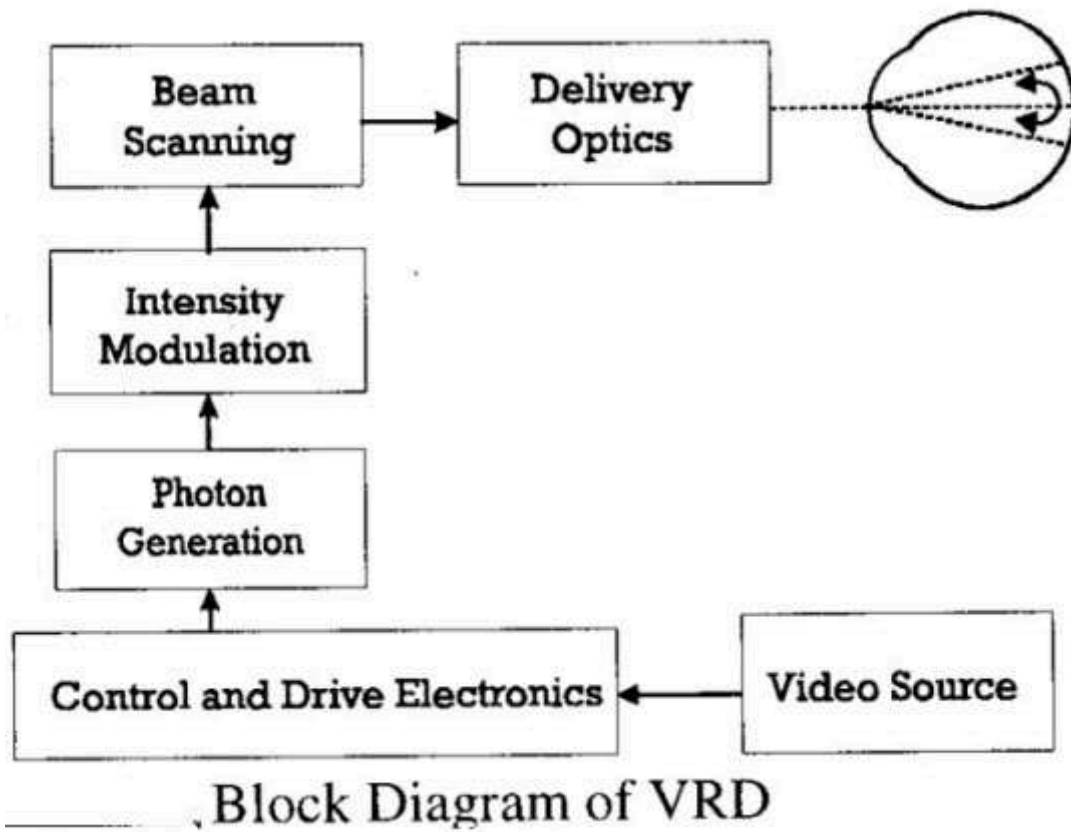 Beam
Scanning
Delivery
Optics
Intensity
Modulation
Photon
Generation
Control and Drive Electronics
Video Source
Block Diagram of VRD